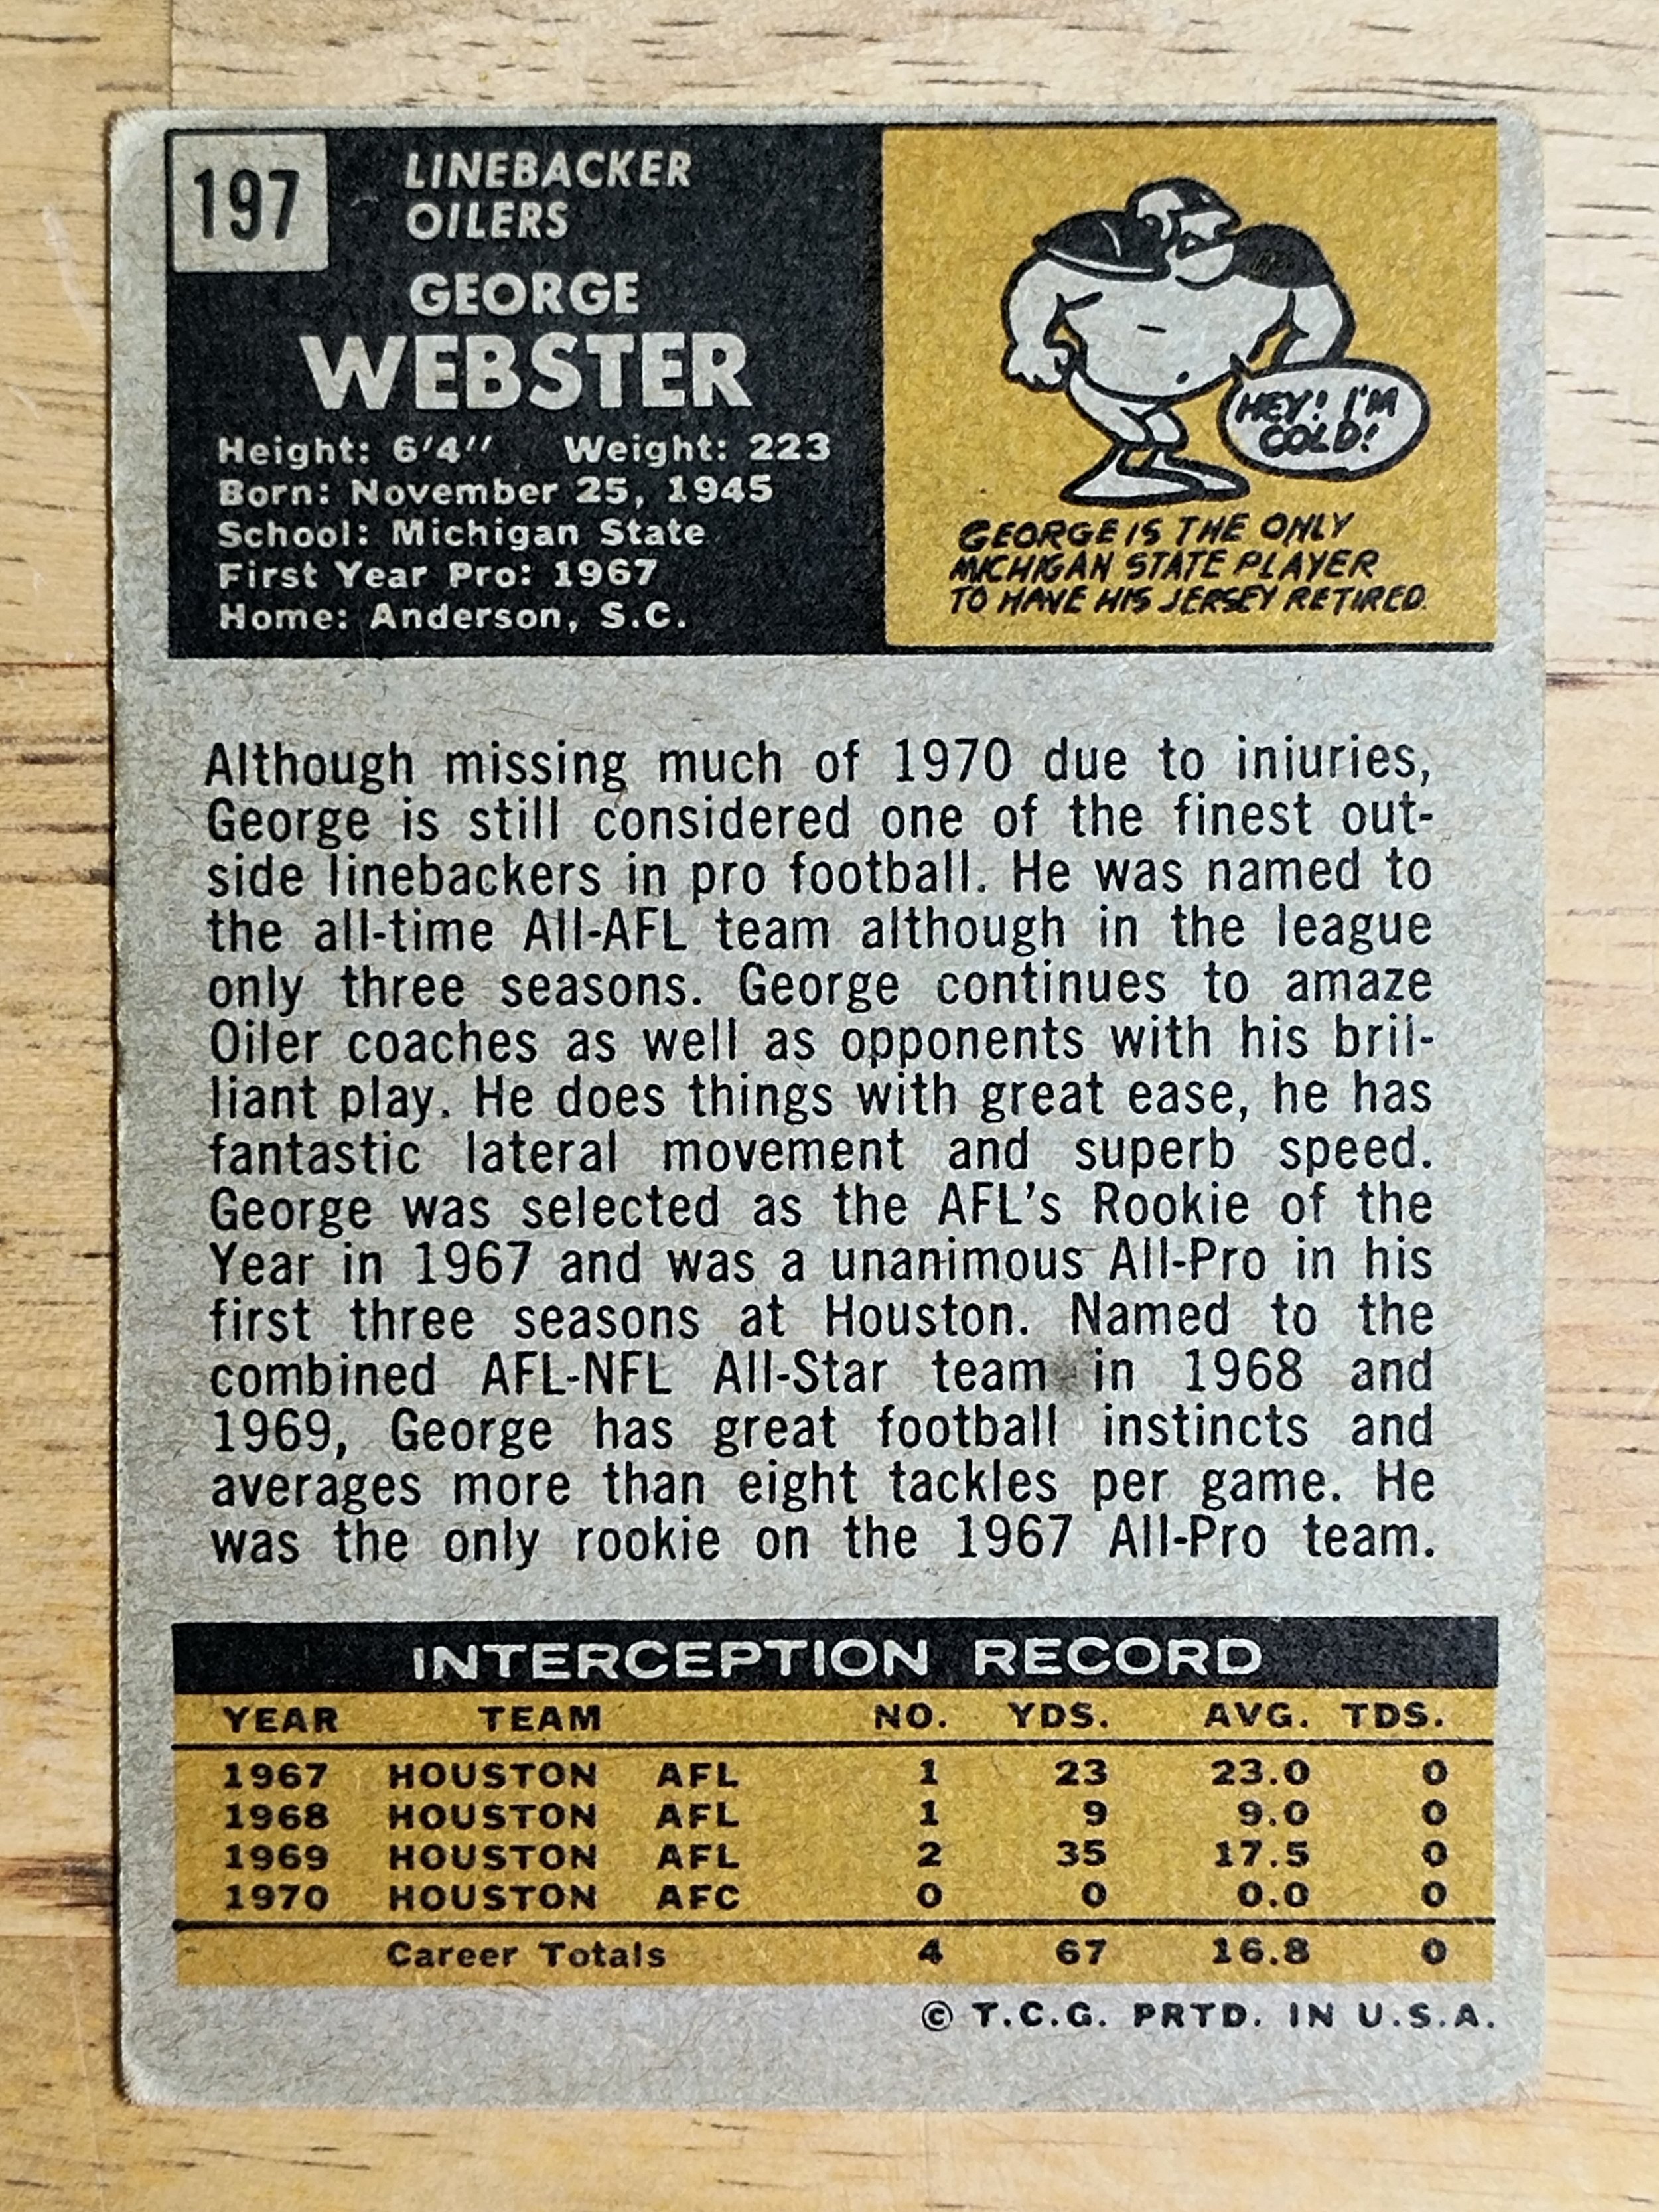 197
LINEBACKER
OILERS
GEORGE
WEBSTER
Height: 6'4'' Weight: 223
Born: November 25, 1945
School: Michigan State
First Year Pro: 1967
Home: Anderson, S.C.
HEY! I'M
COLD!
GEORGE IS THE ONLY
MICHIGAN STATE PLAYER
TO HAVE HIS JERSEY RETIRED.
Although missing much of 1970 due to iniuries,
George is still considered one of the finest out-
side linebackers in pro football. He was named to
the all-time All-AFL team although in the league
only three seasons. George continues to amaze
Oiler coaches as well as opponents with his bril-
liant play. He does things with great ease, he has
fantastic lateral movement and superb speed.
George was selected as the AFL's Rookie of the
Year in 1967 and was a unanimous All-Pro in his
first three seasons at Houston. Named to the
combined AFL-NFL All-Star team in 1968 and
1969, George has great football instincts and
averages more than eight tackles per game. He
was the only rookie on the 1967 All-Pro team.
INTERCEPTION RECORD
YEAR TEAM NO. YDS. AVG. TDS.
1967 HOUSTON AFL 1 23 23.0 0
1968 HOUSTON AFL 1 9 9.0 0
1969 HOUSTON AFL 2 35 17.5 0
1970 HOUSTON AFC 0 0 0.0 0
Career Totals 4 67 16.8 0
© T.C.G. PRTD. IN U.S.A.